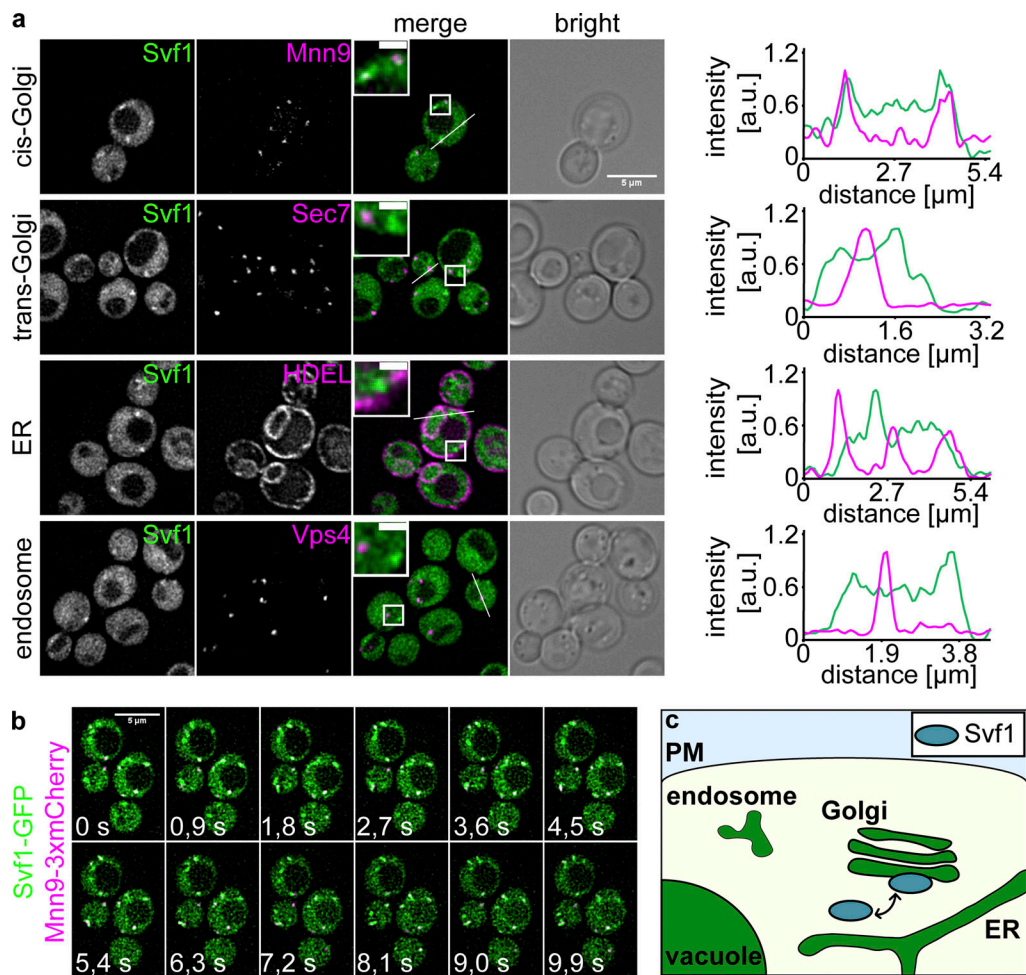 a
merge
bright
cis-Golgi
Svf1
Mnn9
5 µm
intensity
[a.u.]
1.2
0.6
0
0
2.7
5.4
distance [µm]
trans-Golgi
Svf1
Sec7
intensity
[a.u.]
1.2
0.6
0
0
1.6
3.2
distance [µm]
ER
Svf1
HDEL
intensity
[a.u.]
1.2
0.6
0
0
2.7
5.4
distance [µm]
endosome
Svf1
Vps4
intensity
[a.u.]
1.2
0.6
0
0
1.9
3.8
distance [µm]
b
Svf1-GFP
Mnn9-3xmCherry
5 µm
0 s
0,9 s
1,8 s
2,7 s
3,6 s
4,5 s
5,4 s
6,3 s
7,2 s
8,1 s
9,0 s
9,9 s
c
Svf1
PM
endosome
Golgi
ER
vacuole